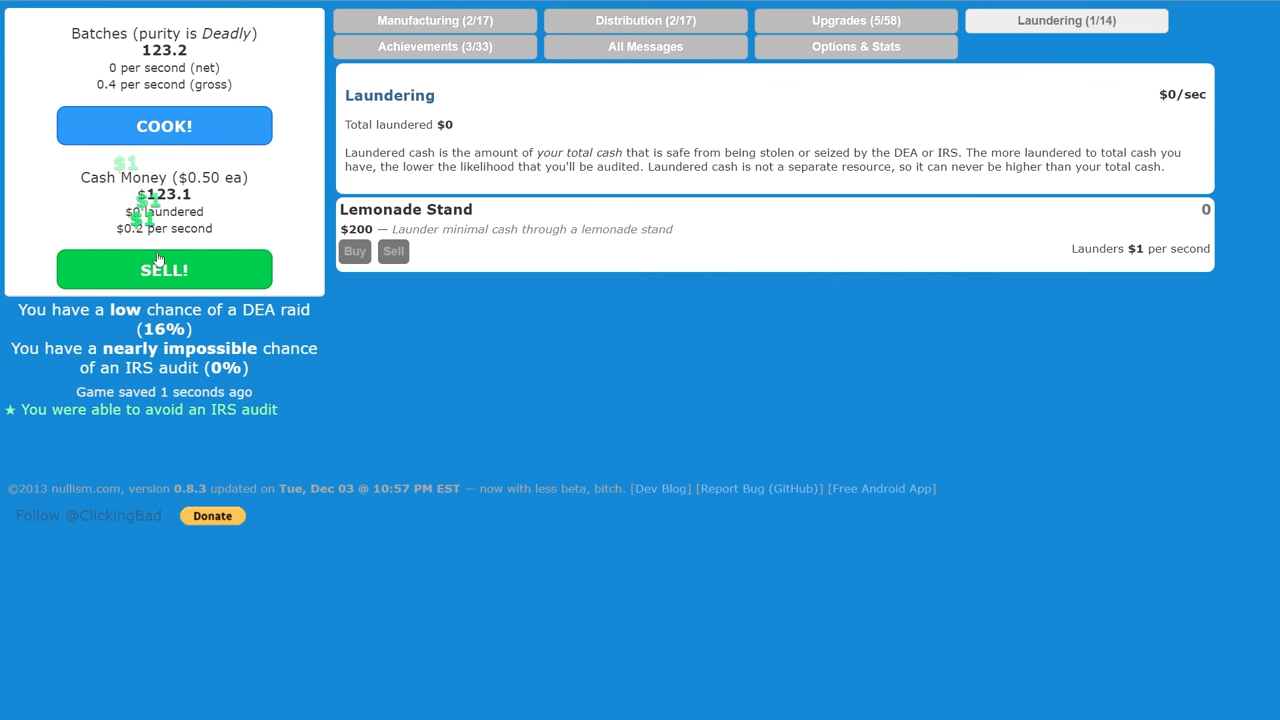 Batches (purity is Deadly)
123.2
0 per second (net)
0.4 per second (gross)
COOK!
$1
Cash Money ($0.50 ea)
$123.1
$1
$0 laundered
$1
$0.2 per second
SELL!
You have a low chance of a DEA raid
(16%)
You have a nearly impossible chance
of an IRS audit (0%)
Game saved 1 seconds ago
★ You were able to avoid an IRS audit
Manufacturing (2/17)
Distribution (2/17)
Upgrades (5/58)
Laundering (1/14)
Achievements (3/33)
All Messages
Options & Stats
Laundering
$0/sec
Total laundered $0
Laundered cash is the amount of your total cash that is safe from being stolen or seized by the DEA or IRS. The more laundered to total cash you
have, the lower the likelihood that you'll be audited. Laundered cash is not a separate resource, so it can never be higher than your total cash.
Lemonade Stand
0
$200 — Launder minimal cash through a lemonade stand
Buy
Sell
Launders $1 per second
©2013 nullism.com, version 0.8.3 updated on Tue, Dec 03 @ 10:57 PM EST — now with less beta, bitch. [Dev Blog] [Report Bug (GitHub)] [Free Android App]
Follow @ClickingBad
Donate